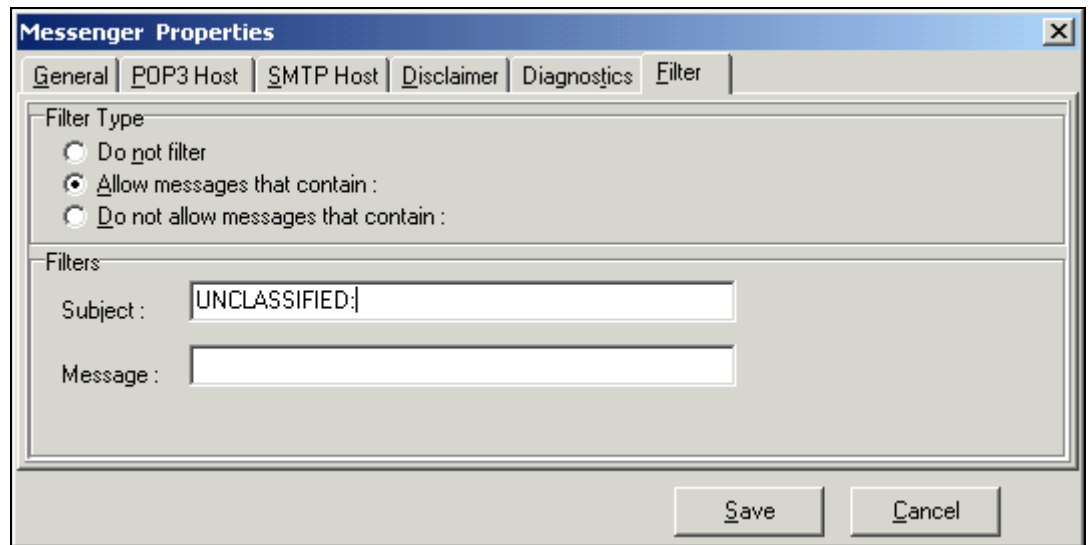 Messenger Properties
General POP3 Host SMTP Host Disclaimer Diagnostics Filter
Filter Type
Do not filter
Allow messages that contain :
Do not allow messages that contain :
Filters
Subject : UNCLASSIFIED:
Message :
Save Cancel